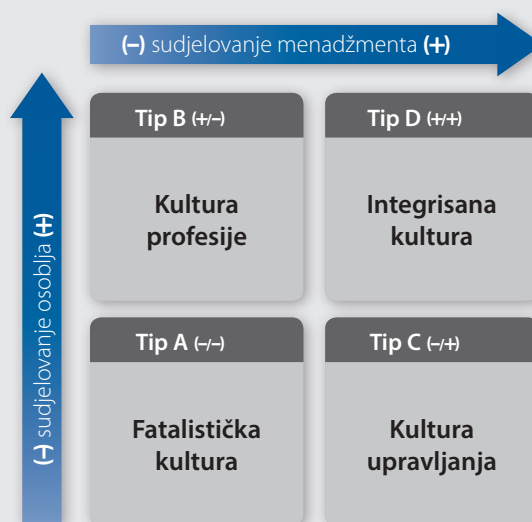 (–) sudjelovanje menadžmenta (+)
(–) sudjelovanje osoblja (+)
Tip B (+/–)
Kultura
profesije
Tip D (+/+)
Integrisana
kultura
Tip A (–/–)
Fatalistička
kultura
Tip C (–/+)
Kultura
upravljanja